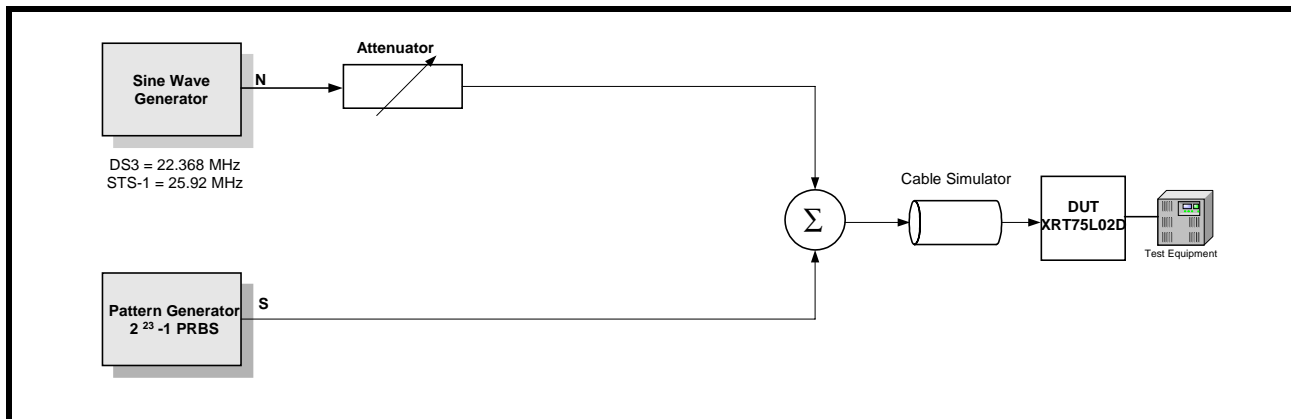 Attenuator
Sine Wave
Generator
N
DS3 = 22.368 MHz
STS-1 = 25.92 MHz
Cable Simulator
Σ
DUT
XRT75L02D
Test Equipment
Pattern Generator
2 23 -1 PRBS
S